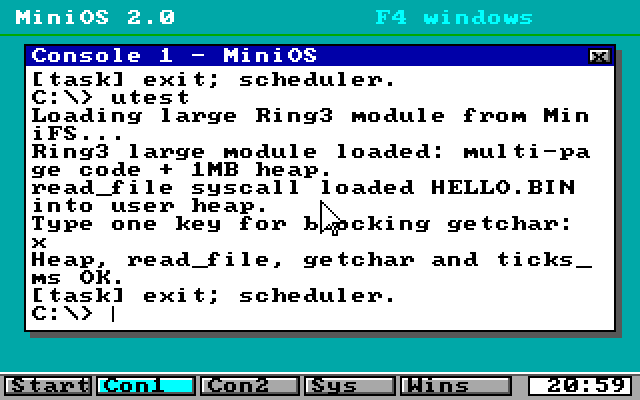 MiniOS 2.0 F4 windows
Console 1 - MiniOS
[task] exit; scheduler.
C:\> utest
Loading large Ring3 module from Min
iFS...
Ring3 large module loaded: multi-pa
ge code + 1MB heap.
read_file syscall loaded HELLO.BIN
into user heap.
Type one key for blocking getchar:
x
Heap, read_file, getchar and ticks_
ms OK.
[task] exit; scheduler.
C:\> |
Start Con1 Con2 Sys Wins 20:59